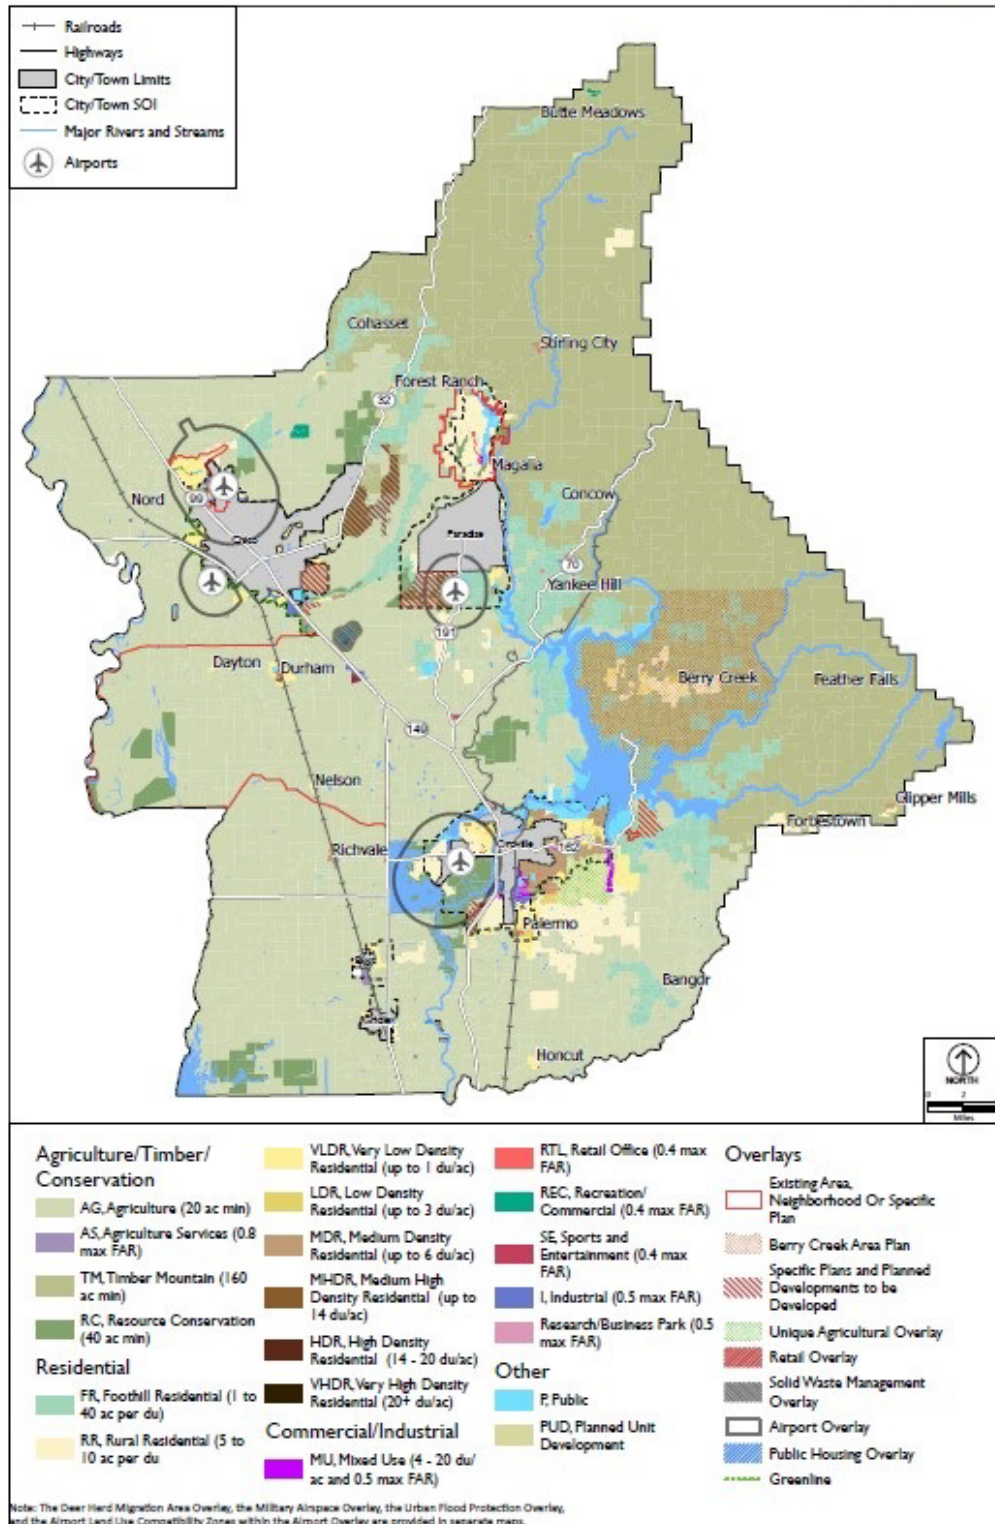 Railroads
Highways
City/Town Limits
City/Town SOI
Major Rivers and Streams
Airports
Butte Meadows
Cohasset
Stirling City
Forest Ranch
32
Magalia
Nord
99
Concow
Chico
Paradise
70
Yankee Hill
191
Dayton
Durham
Berry Creek
Feather Falls
149
Nelson
Clipper Mills
Forbestown
Richvale
Oroville
162
Palermo
Bangor
Honcut
NORTH
0 2
Miles
Agriculture/Timber/
Conservation
AG, Agriculture (20 ac min)
AS, Agriculture Services (0.8
max FAR)
TM, Timber Mountain (160
ac min)
RC, Resource Conservation
(40 ac min)
Residential
FR, Foothill Residential (1 to
40 ac per du)
RR, Rural Residential (5 to
10 ac per du
VLDR, Very Low Density
Residential (up to 1 du/ac)
LDR, Low Density
Residential (up to 3 du/ac)
MDR, Medium Density
Residential (up to 6 du/ac)
MHDR, Medium High
Density Residential (up to
14 du/ac)
HDR, High Density
Residential (14 - 20 du/ac)
VHDR, Very High Density
Residential (20+ du/ac)
Commercial/Industrial
MU, Mixed Use (4 - 20 du/
ac and 0.5 max FAR)
RTL, Retail Office (0.4 max
FAR)
REC, Recreation/
Commercial (0.4 max FAR)
SE, Sports and
Entertainment (0.4 max
FAR)
I, Industrial (0.5 max FAR)
Research/Business Park (0.5
max FAR)
Other
P, Public
PUD, Planned Unit
Development
Overlays
Existing Area,
Neighborhood Or Specific
Plan
Berry Creek Area Plan
Specific Plans and Planned
Developments to be
Developed
Unique Agricultural Overlay
Retail Overlay
Solid Waste Management
Overlay
Airport Overlay
Public Housing Overlay
Greenline
Note: The Deer Herd Migration Area Overlay, the Military Airspace Overlay, the Urban Flood Protection Overlay,
and the Airport Land Use Compatibility Zones within the Airport Overlay are provided in separate maps.